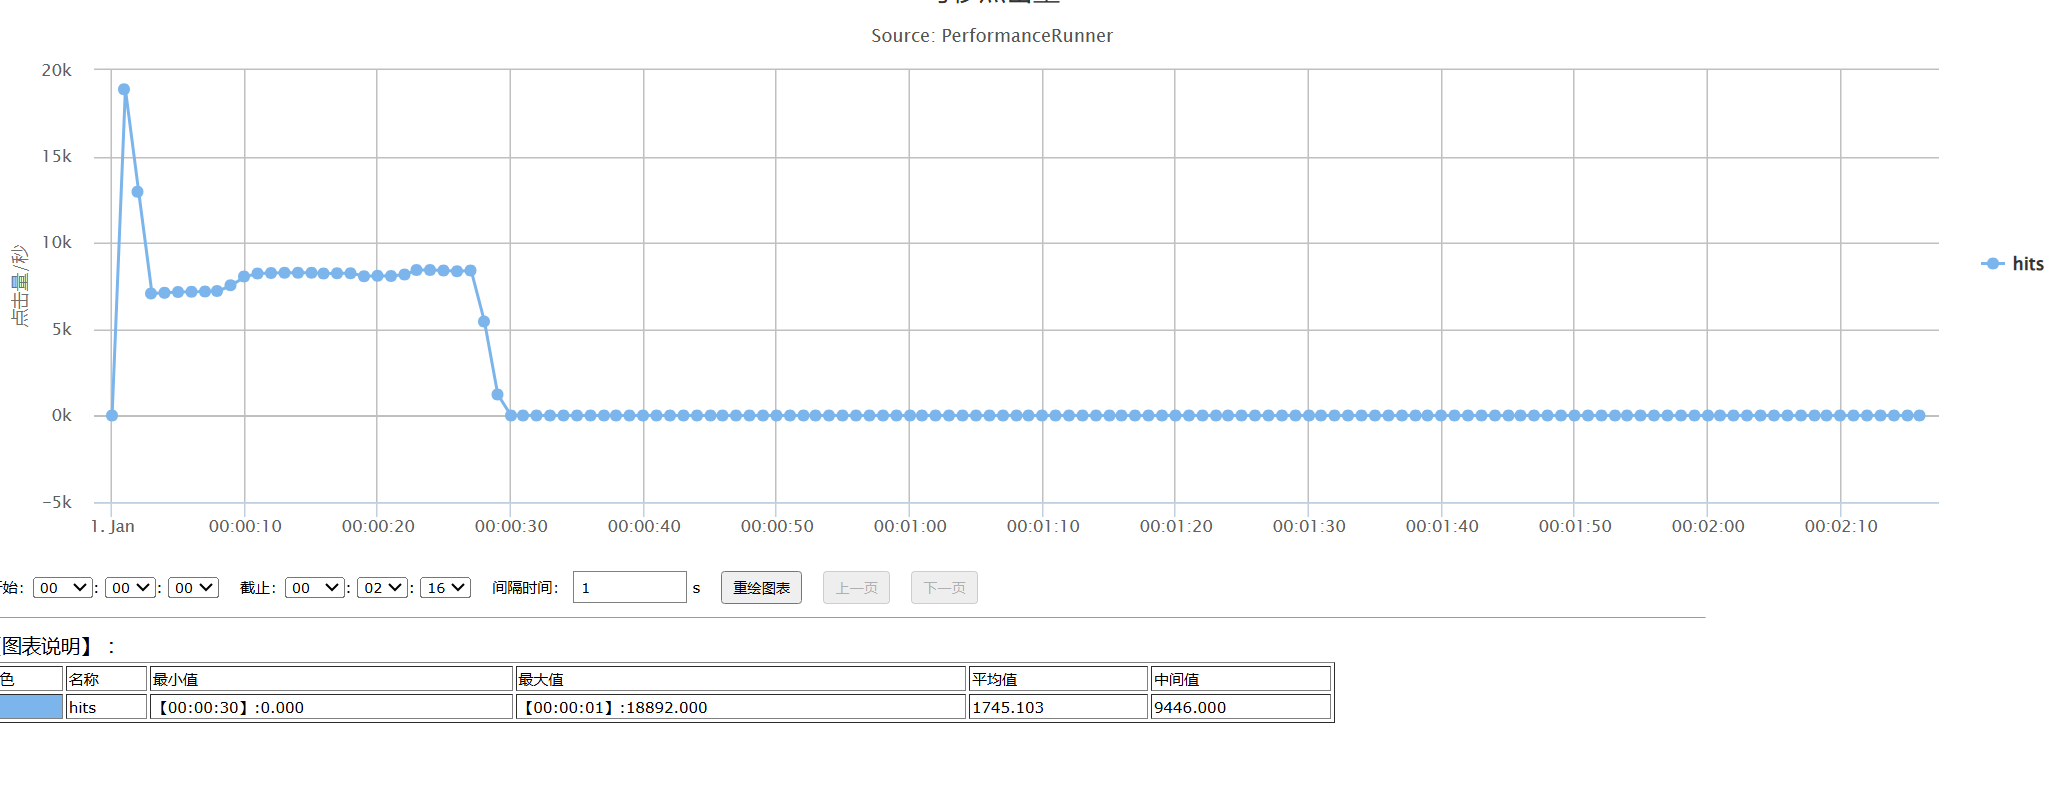 Source: PerformanceRunner
20k
15k
10k
5k
0k
-5k
点击量/秒
hits
1. Jan 00:00:10 00:00:20 00:00:30 00:00:40 00:00:50 00:01:00 00:01:10 00:01:20 00:01:30 00:01:40 00:01:50 00:02:00 00:02:10
始: 00 : 00 : 00 截止: 00 : 02 : 16 间隔时间: 1 s 重绘图表 上一页 下一页
图表说明】 :
色 名称 最小值 最大值 平均值 中间值
hits 【00:00:30】:0.000 【00:00:01】:18892.000 1745.103 9446.000